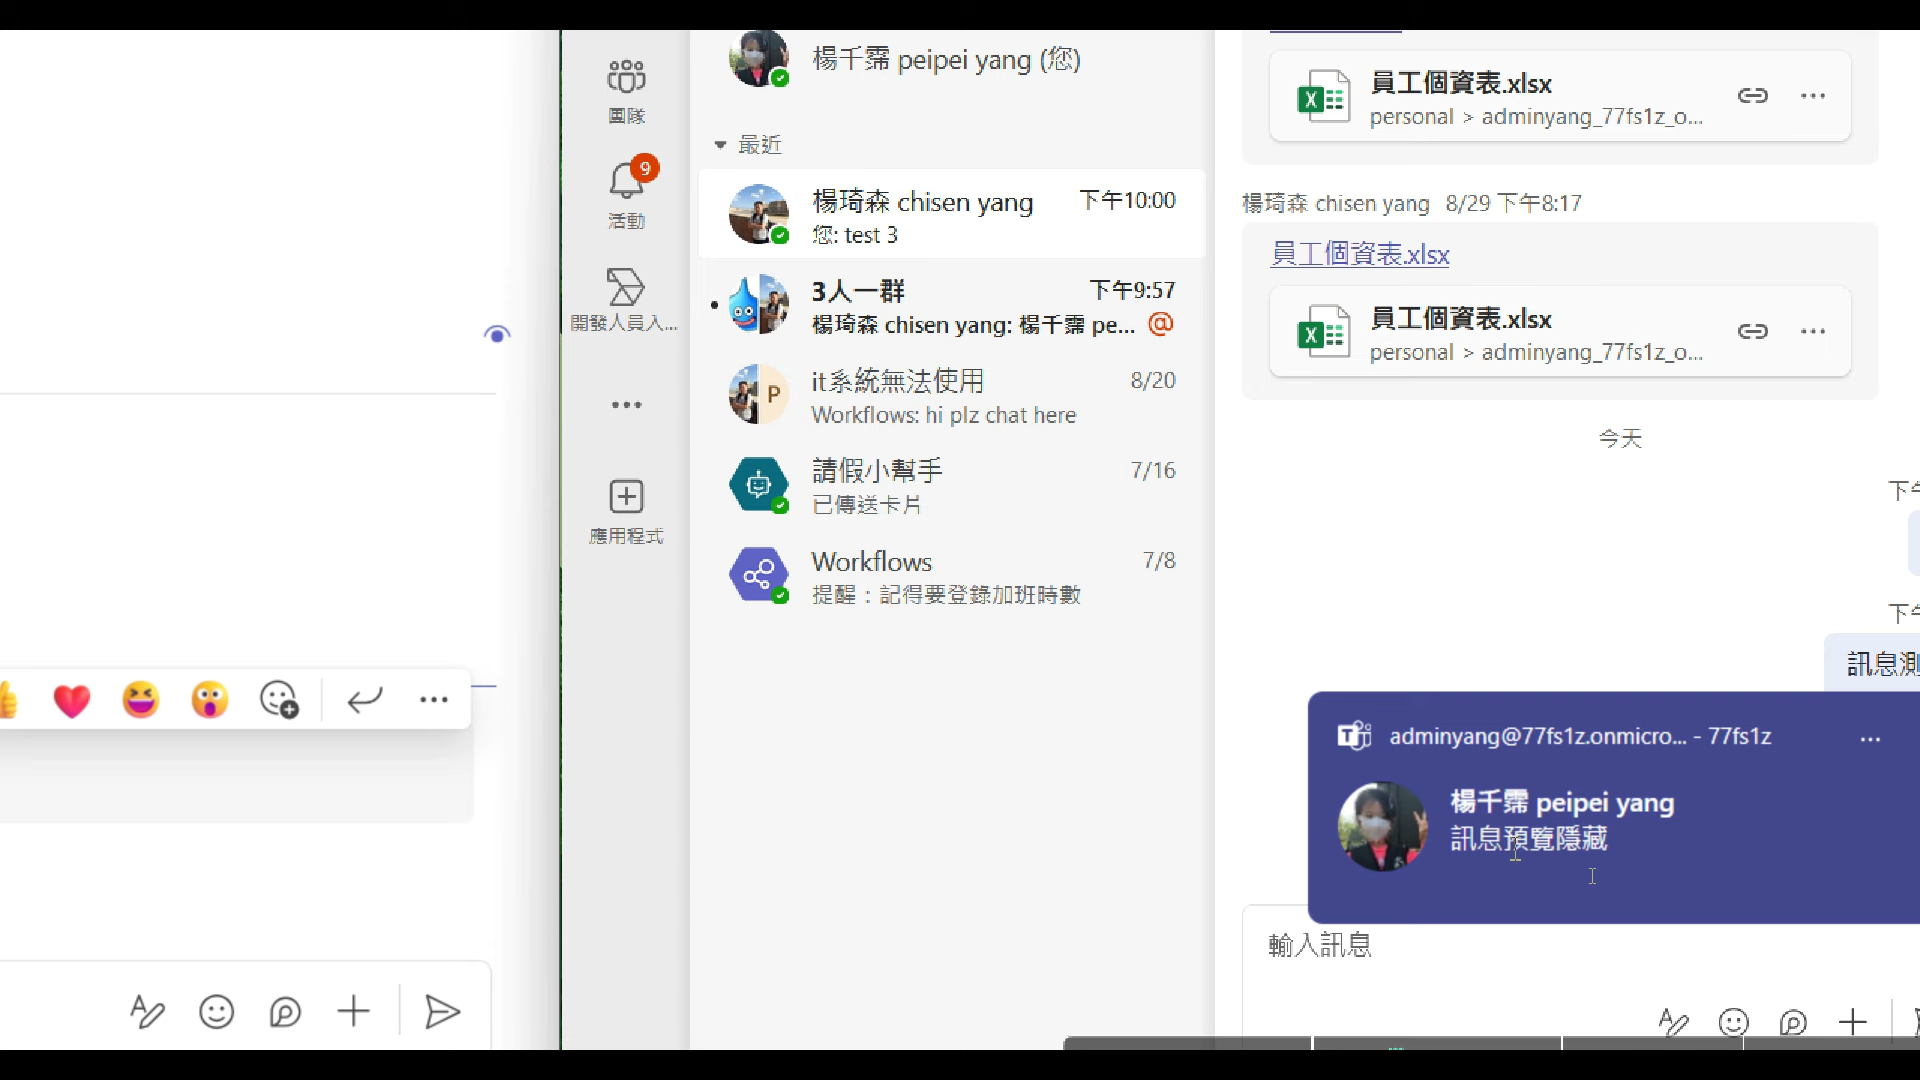 團隊
9
活動
開發人員入...
應用程式
楊千霈 peipei yang (您)
最近
楊琦森 chisen yang 下午10:00
您: test 3
3人一群 下午9:57
楊琦森 chisen yang: 楊千霈 pe... @
it系統無法使用 8/20
P
Workflows: hi plz chat here
請假小幫手 7/16
已傳送卡片
Workflows 7/8
提醒：記得要登錄加班時數
員工個資表.xlsx
personal > adminyang_77fs1z_o...
楊琦森 chisen yang 8/29 下午8:17
員工個資表.xlsx
員工個資表.xlsx
personal > adminyang_77fs1z_o...
今天
下午
下午
訊息測
adminyang@77fs1z.onmicro... - 77fs1z
楊千霈 peipei yang
訊息預覽隱藏
輸入訊息